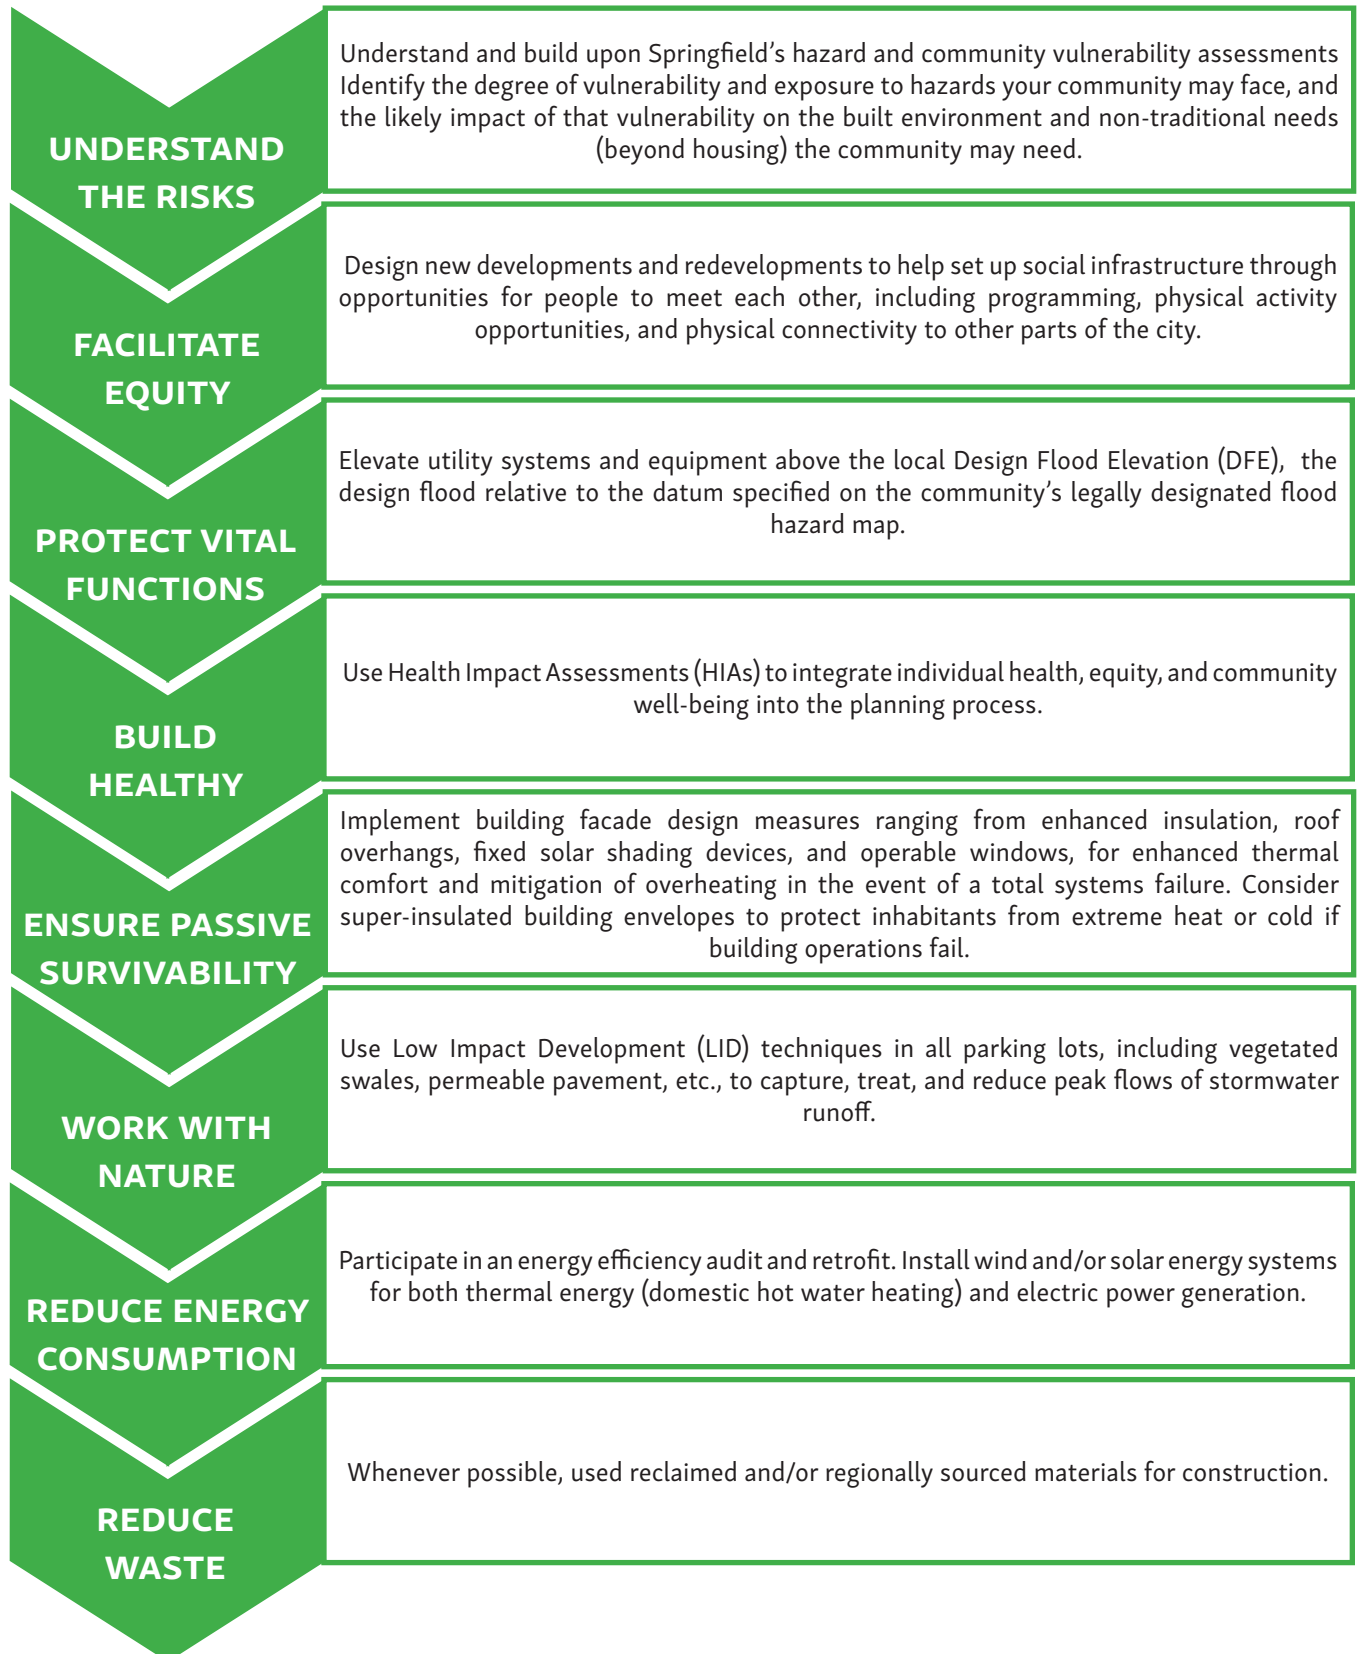 UNDERSTAND
THE RISKS
Understand and build upon Springfield’s hazard and community vulnerability assessments
Identify the degree of vulnerability and exposure to hazards your community may face, and
the likely impact of that vulnerability on the built environment and non-traditional needs
(beyond housing) the community may need.
FACILITATE
EQUITY
Design new developments and redevelopments to help set up social infrastructure through
opportunities for people to meet each other, including programming, physical activity
opportunities, and physical connectivity to other parts of the city.
PROTECT VITAL
FUNCTIONS
Elevate utility systems and equipment above the local Design Flood Elevation (DFE), the
design flood relative to the datum specified on the community’s legally designated flood
hazard map.
BUILD
HEALTHY
Use Health Impact Assessments (HIAs) to integrate individual health, equity, and community
well-being into the planning process.
ENSURE PASSIVE
SURVIVABILITY
Implement building facade design measures ranging from enhanced insulation, roof
overhangs, fixed solar shading devices, and operable windows, for enhanced thermal
comfort and mitigation of overheating in the event of a total systems failure. Consider
super-insulated building envelopes to protect inhabitants from extreme heat or cold if
building operations fail.
WORK WITH
NATURE
Use Low Impact Development (LID) techniques in all parking lots, including vegetated
swales, permeable pavement, etc., to capture, treat, and reduce peak flows of stormwater
runoff.
REDUCE ENERGY
CONSUMPTION
Participate in an energy efficiency audit and retrofit. Install wind and/or solar energy systems
for both thermal energy (domestic hot water heating) and electric power generation.
REDUCE
WASTE
Whenever possible, used reclaimed and/or regionally sourced materials for construction.